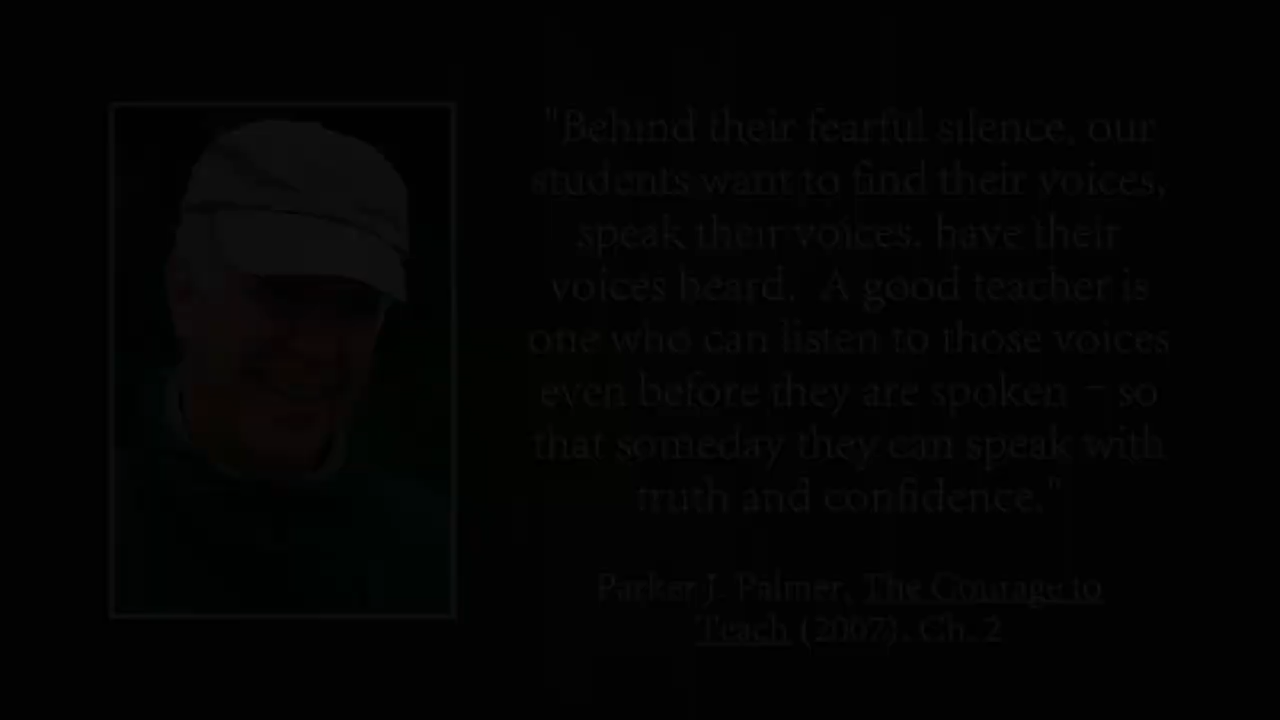 "Behind their fearful silence, our
students want to find their voices,
speak their voices, have their
voices heard.  A good teacher is
one who can listen to those voices
even before they are spoken – so
that someday they can speak with
truth and confidence."
Parker J. Palmer, The Courage to
Teach (2007). Ch. 2